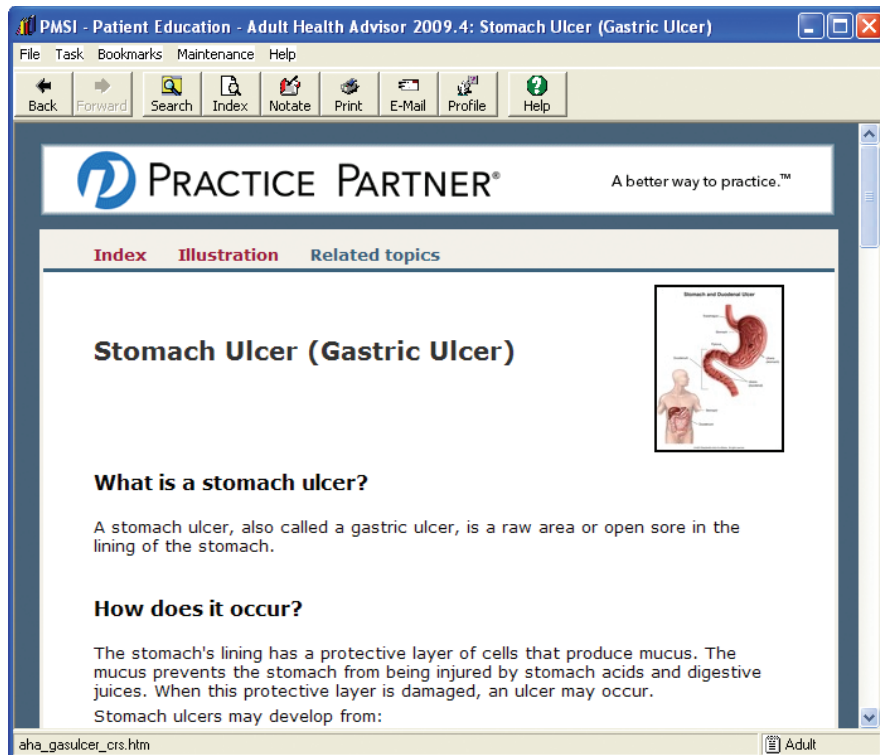 PMSI - Patient Education - Adult Health Advisor 2009.4: Stomach Ulcer (Gastric Ulcer)
File Task Bookmarks Maintenance Help
Back Forward Search Index Notate Print E-Mail Profile Help
PRACTICE PARTNER® A better way to practice.™
Index Illustration Related topics
Stomach and Duodenal Ulcer
Stomach Ulcer (Gastric Ulcer)
What is a stomach ulcer?
A stomach ulcer, also called a gastric ulcer, is a raw area or open sore in the
lining of the stomach.
How does it occur?
The stomach's lining has a protective layer of cells that produce mucus. The
mucus prevents the stomach from being injured by stomach acids and digestive
juices. When this protective layer is damaged, an ulcer may occur.
Stomach ulcers may develop from:
aha_gasulcer_crs.htm Adult